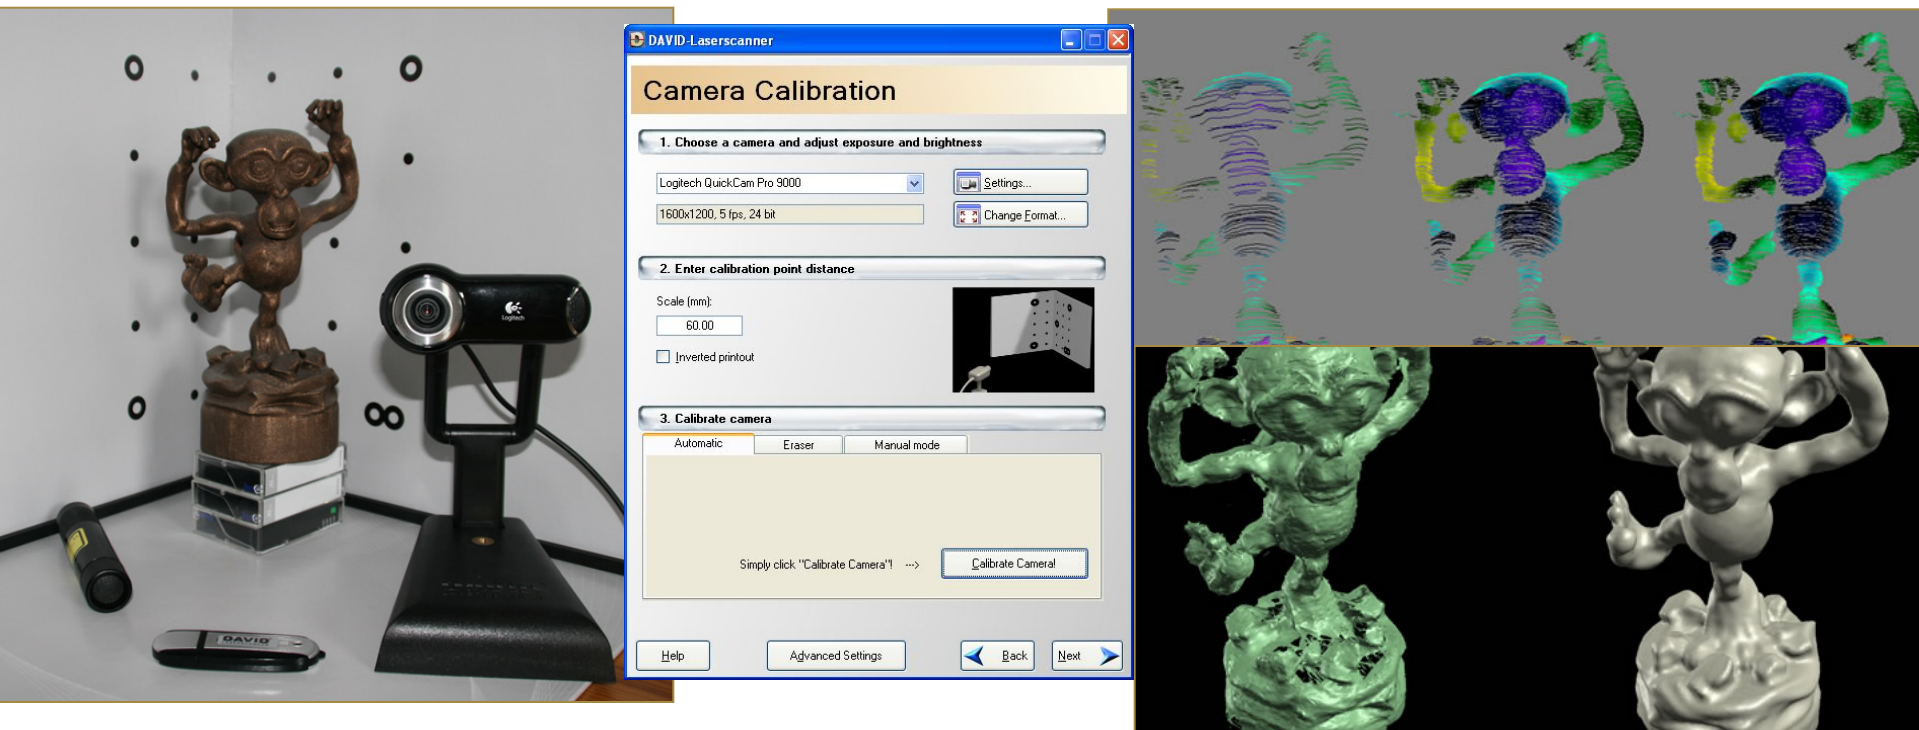 DAVID-Laserscanner
Camera Calibration
1. Choose a camera and adjust exposure and brightness
Logitech QuickCam Pro 9000
Settings...
1600x1200, 5 fps, 24 bit
Change Format...
2. Enter calibration point distance
Scale (mm):
60.00
Inverted printout
3. Calibrate camera
Automatic
Eraser
Manual mode
Simply click "Calibrate Camera"! --->
Calibrate Camera!
Help
Advanced Settings
Back
Next
Logitech
DAVID